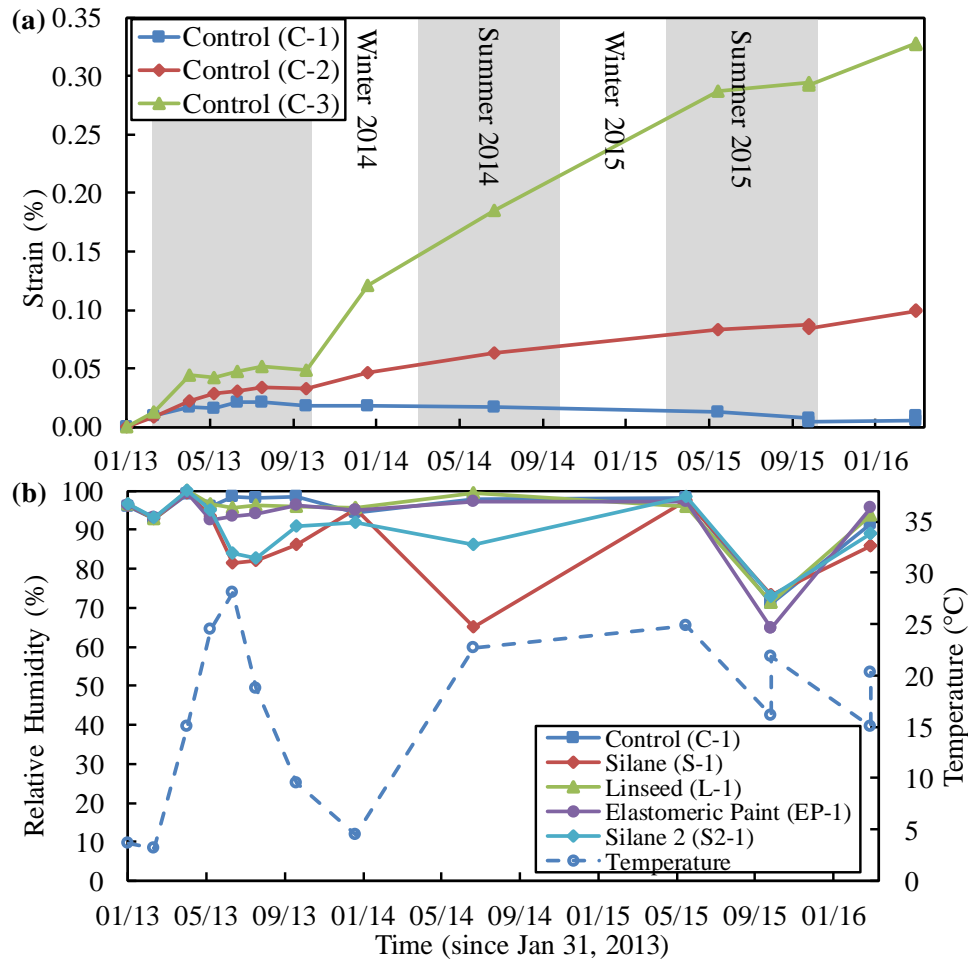 (a)
0.35
0.30
0.25
0.20
0.15
0.10
0.05
0.00
Strain (%)
Control (C-1)
Control (C-2)
Control (C-3)
Winter 2014
Summer 2014
Winter 2015
Summer 2015
01/13 05/13 09/13 01/14 05/14 09/14 01/15 05/15 09/15 01/16
(b)
100
90
80
70
60
50
40
30
20
10
0
Relative Humidity (%)
35
30
25
20
15
10
5
0
Temperature (°C)
Control (C-1)
Silane (S-1)
Linseed (L-1)
Elastomeric Paint (EP-1)
Silane 2 (S2-1)
Temperature
01/13 05/13 09/13 01/14 05/14 09/14 01/15 05/15 09/15 01/16
Time (since Jan 31, 2013)